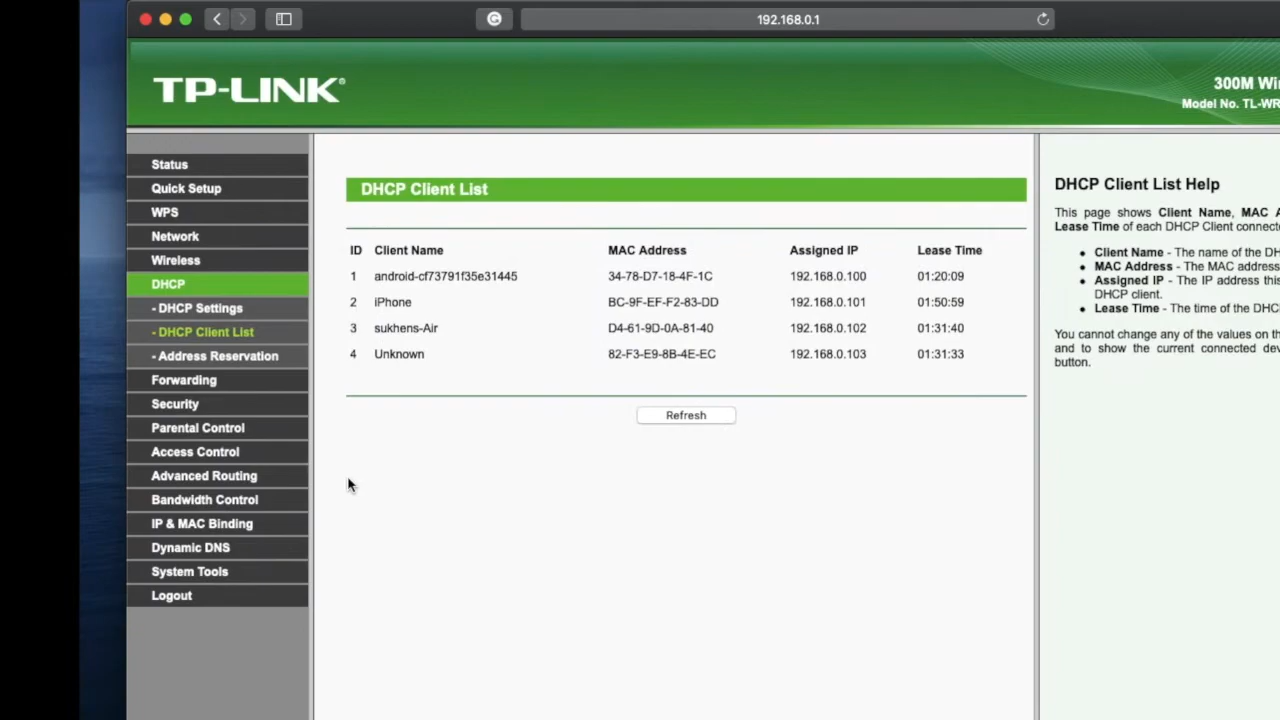 192.168.0.1
TP-LINK®
300M Wi
Model No. TL-WR
Status
Quick Setup
WPS
Network
Wireless
DHCP
- DHCP Settings
- DHCP Client List
- Address Reservation
Forwarding
Security
Parental Control
Access Control
Advanced Routing
Bandwidth Control
IP & MAC Binding
Dynamic DNS
System Tools
Logout
DHCP Client List
ID Client Name MAC Address Assigned IP Lease Time
1 android-cf73791f35e31445 34-78-D7-18-4F-1C 192.168.0.100 01:20:09
2 iPhone BC-9F-EF-F2-83-DD 192.168.0.101 01:50:59
3 sukhens-Air D4-61-9D-0A-81-40 192.168.0.102 01:31:40
4 Unknown 82-F3-E9-8B-4E-EC 192.168.0.103 01:31:33
Refresh
DHCP Client List Help
This page shows Client Name, MAC A
Lease Time of each DHCP Client connect
Client Name - The name of the DH
MAC Address - The MAC address
Assigned IP - The IP address this
DHCP client.
Lease Time - The time of the DHC
You cannot change any of the values on th
and to show the current connected dev
button.